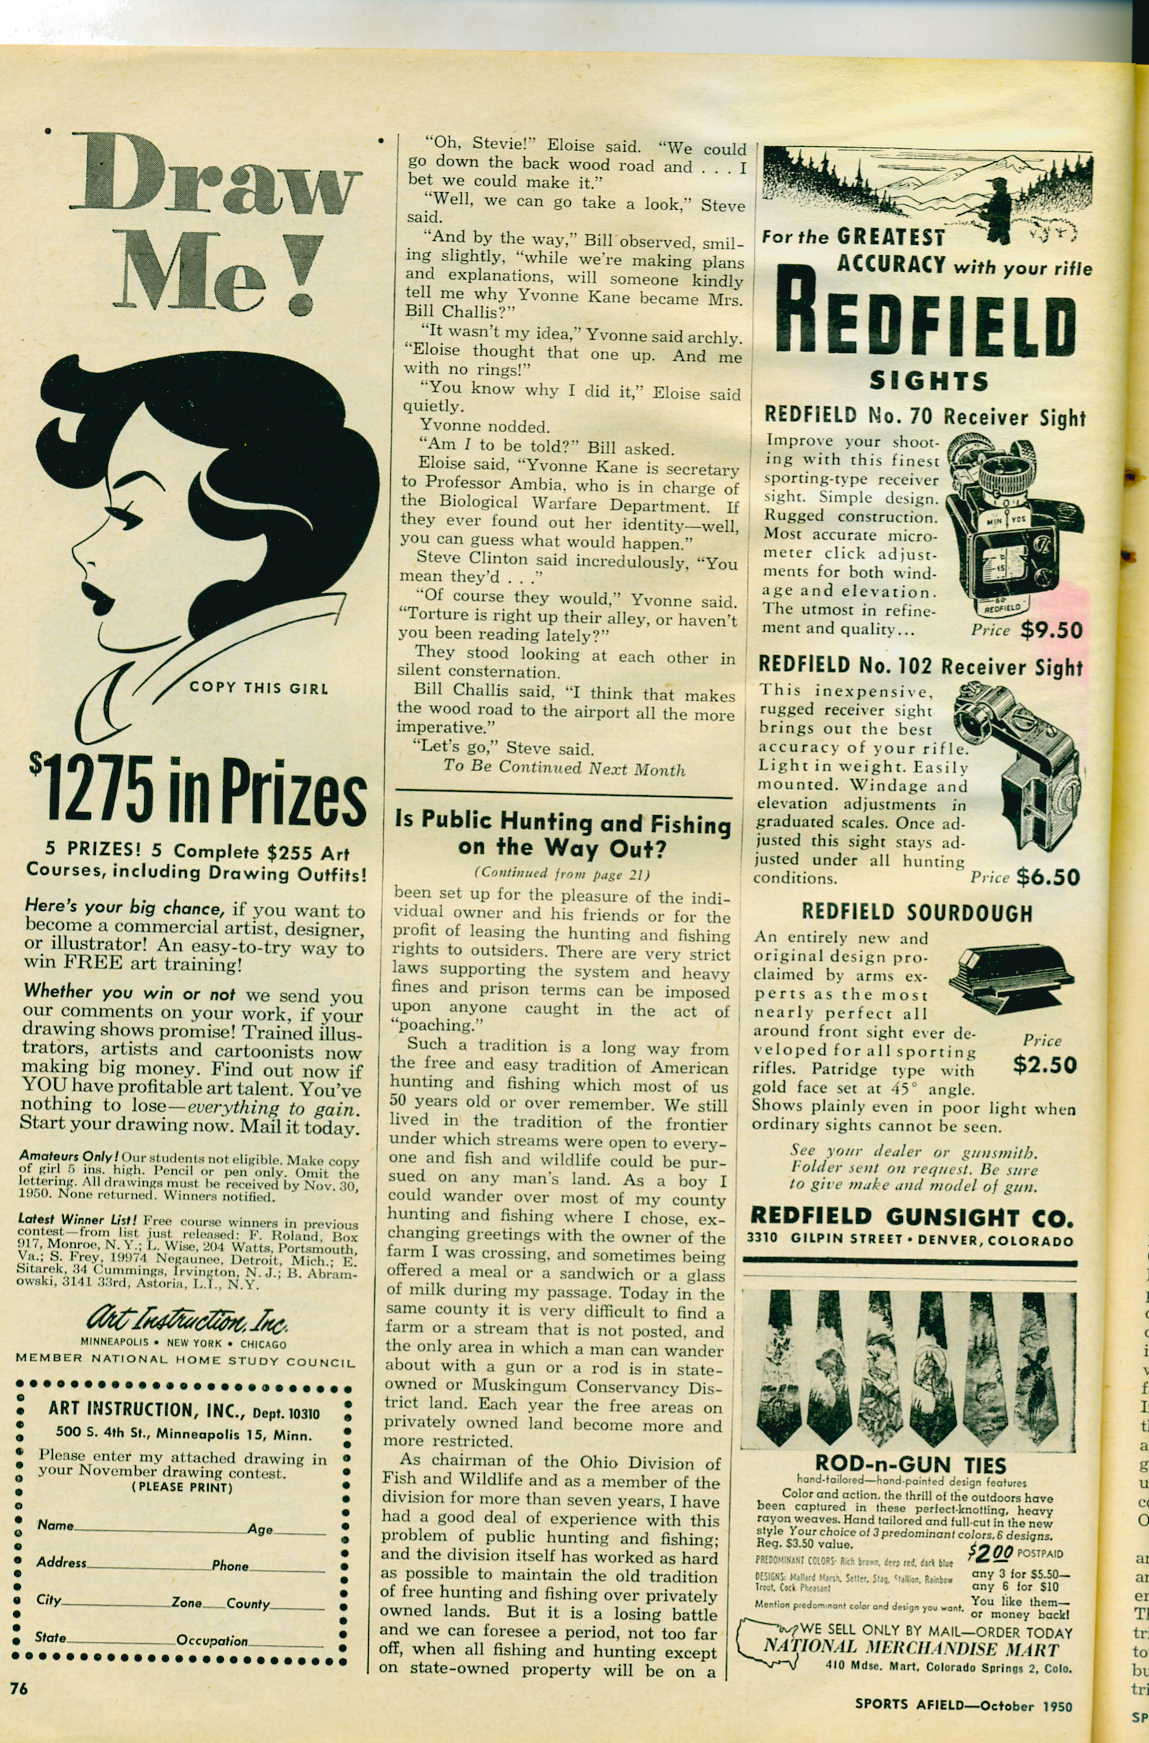 Draw
Me!
COPY THIS GIRL
$1275 in Prizes
5 PRIZES! 5 Complete $255 Art
Courses, including Drawing Outfits!
Here's your big chance, if you want to
become a commercial artist, designer,
or illustrator! An easy-to-try way to
win FREE art training!
Whether you win or not we send you
our comments on your work, if your
drawing shows promise! Trained illus-
trators, artists and cartoonists now
making big money. Find out now if
YOU have profitable art talent. You've
nothing to lose—everything to gain.
Start your drawing now. Mail it today.
Amateurs Only! Our students not eligible. Make copy
of girl 5 ins. high. Pencil or pen only. Omit the
lettering. All drawings must be received by Nov. 30,
1950. None returned. Winners notified.
Latest Winner List! Free course winners in previous
contest—from list just released: F. Roland, Box
917, Monroe, N. Y.; L. Wise, 204 Watts, Portsmouth,
Va.; S. Frey, 19974 Negaunee, Detroit, Mich.; E.
Sitarek, 34 Cummings, Irvington, N. J.; B. Abram-
owski, 3141 33rd, Astoria, L.I., N.Y.
Art Instruction, Inc.
MINNEAPOLIS • NEW YORK • CHICAGO
MEMBER NATIONAL HOME STUDY COUNCIL
ART INSTRUCTION, INC., Dept. 10310
500 S. 4th St., Minneapolis 15, Minn.
Please enter my attached drawing in
your November drawing contest.
(PLEASE PRINT)
Name Age
Address Phone
City Zone County
State Occupation
76
"Oh, Stevie!" Eloise said. "We could
go down the back wood road and . . . I
bet we could make it."
"Well, we can go take a look," Steve
said.
"And by the way," Bill observed, smil-
ing slightly, "while we're making plans
and explanations, will someone kindly
tell me why Yvonne Kane became Mrs.
Bill Challis?"
"It wasn't my idea," Yvonne said archly.
"Eloise thought that one up. And me
with no rings!"
"You know why I did it," Eloise said
quietly.
Yvonne nodded.
"Am I to be told?" Bill asked.
Eloise said, "Yvonne Kane is secretary
to Professor Ambia, who is in charge of
the Biological Warfare Department. If
they ever found out her identity—well,
you can guess what would happen."
Steve Clinton said incredulously, "You
mean they'd . . ."
"Of course they would," Yvonne said.
"Torture is right up their alley, or haven't
you been reading lately?"
They stood looking at each other in
silent consternation.
Bill Challis said, "I think that makes
the wood road to the airport all the more
imperative."
"Let's go," Steve said.
To Be Continued Next Month
Is Public Hunting and Fishing
on the Way Out?
(Continued from page 21)
been set up for the pleasure of the indi-
vidual owner and his friends or for the
profit of leasing the hunting and fishing
rights to outsiders. There are very strict
laws supporting the system and heavy
fines and prison terms can be imposed
upon anyone caught in the act of
"poaching."
Such a tradition is a long way from
the free and easy tradition of American
hunting and fishing which most of us
50 years old or over remember. We still
lived in the tradition of the frontier
under which streams were open to every-
one and fish and wildlife could be pur-
sued on any man's land. As a boy I
could wander over most of my county
hunting and fishing where I chose, ex-
changing greetings with the owner of the
farm I was crossing, and sometimes being
offered a meal or a sandwich or a glass
of milk during my passage. Today in the
same county it is very difficult to find a
farm or a stream that is not posted, and
the only area in which a man can wander
about with a gun or a rod is in state-
owned or Muskingum Conservancy Dis-
trict land. Each year the free areas on
privately owned land become more and
more restricted.
As chairman of the Ohio Division of
Fish and Wildlife and as a member of the
division for more than seven years, I have
had a good deal of experience with this
problem of public hunting and fishing;
and the division itself has worked as hard
as possible to maintain the old tradition
of free hunting and fishing over privately
owned lands. But it is a losing battle
and we can foresee a period, not too far
off, when all fishing and hunting except
on state-owned property will be on a
For the GREATEST
ACCURACY with your rifle
REDFIELD
SIGHTS
REDFIELD No. 70 Receiver Sight
Improve your shoot-
ing with this finest
sporting-type receiver
sight. Simple design.
Rugged construction.
Most accurate micro-
meter click adjust-
ments for both wind-
age and elevation.
The utmost in refine-
ment and quality...
MIN YDS
15
REDFIELD
Price $9.50
REDFIELD No. 102 Receiver Sight
This inexpensive,
rugged receiver sight
brings out the best
accuracy of your rifle.
Light in weight. Easily
mounted. Windage and
elevation adjustments in
graduated scales. Once ad-
justed this sight stays ad-
justed under all hunting
conditions.
Price $6.50
REDFIELD SOURDOUGH
An entirely new and
original design pro-
claimed by arms ex-
perts as the most
nearly perfect all
around front sight ever de-
veloped for all sporting
rifles. Patridge type with
gold face set at 45° angle.
Shows plainly even in poor light when
ordinary sights cannot be seen.
Price
$2.50
See your dealer or gunsmith.
Folder sent on request. Be sure
to give make and model of gun.
REDFIELD GUNSIGHT CO.
3310 GILPIN STREET • DENVER, COLORADO
ROD-n-GUN TIES
hand-tailored—hand-painted design features
Color and action, the thrill of the outdoors have
been captured in these perfect-knotting, heavy
rayon weaves. Hand tailored and full-cut in the new
style Your choice of 3 predominant colors, 6 designs.
Reg. $3.50 value.
$2.00 POSTPAID
PREDOMINANT COLORS: Rich brown, deep red, dark blue
DESIGNS: Mallard Marsh, Setter, Stag, Stallion, Rainbow
Trout, Cock Pheasant
Mention predominant color and design you want.
any 3 for $5.50—
any 6 for $10
You like them—
or money back!
WE SELL ONLY BY MAIL—ORDER TODAY
NATIONAL MERCHANDISE MART
410 Mdse. Mart, Colorado Springs 2, Colo.
SPORTS AFIELD—October 1950